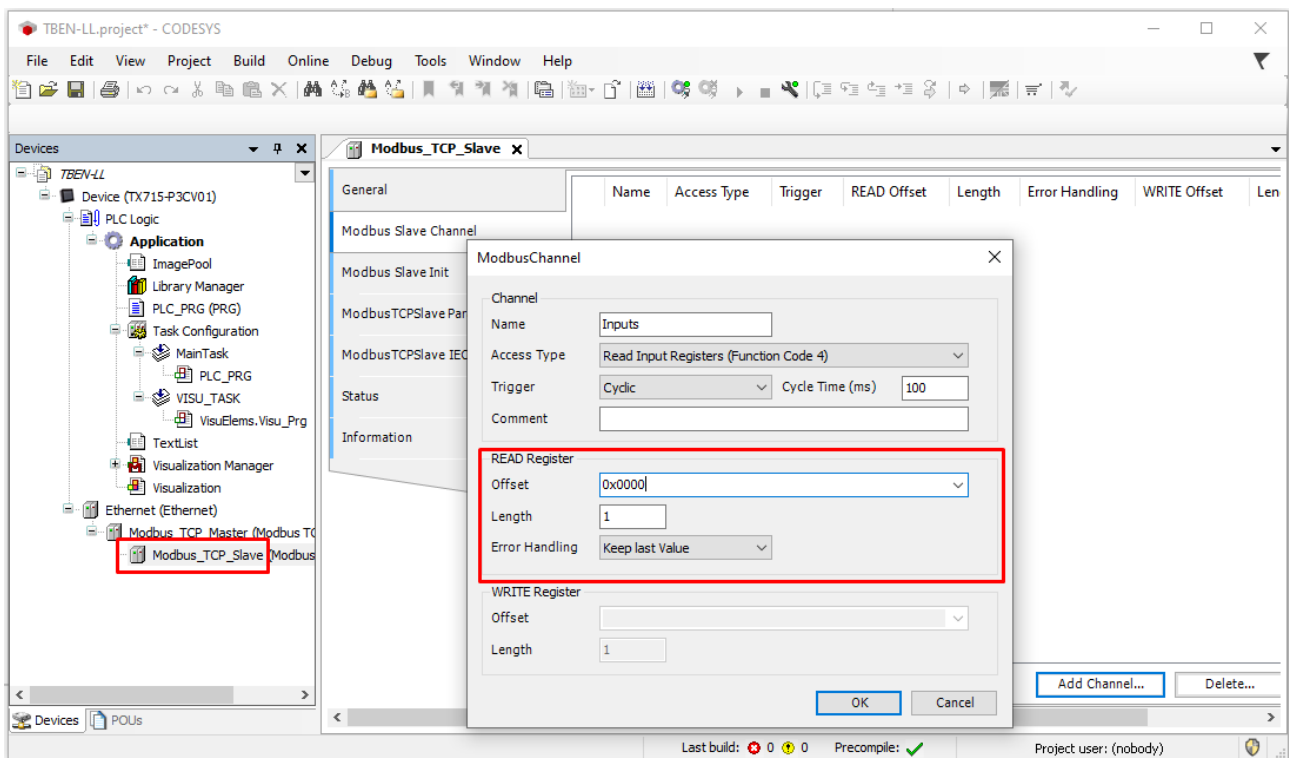 TBEN-LL.project* - CODESYS
File Edit View Project Build Online Debug Tools Window Help
Devices
TBEN-LL
Device (TX715-P3CV01)
PLC Logic
Application
ImagePool
Library Manager
PLC_PRG (PRG)
Task Configuration
MainTask
PLC_PRG
VISU_TASK
VisuElems.Visu_Prg
TextList
Visualization Manager
Visualization
Ethernet (Ethernet)
Modbus_TCP_Master (Modbus TC
Modbus_TCP_Slave (Modbus
Devices POUs
Modbus_TCP_Slave
General
Modbus Slave Channel
Modbus Slave Init
ModbusTCPSlave Par
ModbusTCPSlave IEC
Status
Information
Name Access Type Trigger READ Offset Length Error Handling WRITE Offset Len
ModbusChannel
Channel
Name Inputs
Access Type Read Input Registers (Function Code 4)
Trigger Cyclic Cycle Time (ms) 100
Comment
READ Register
Offset 0x0000
Length 1
Error Handling Keep last Value
WRITE Register
Offset
Length 1
OK Cancel
Add Channel... Delete...
Last build: 0 0 Precompile: Project user: (nobody)